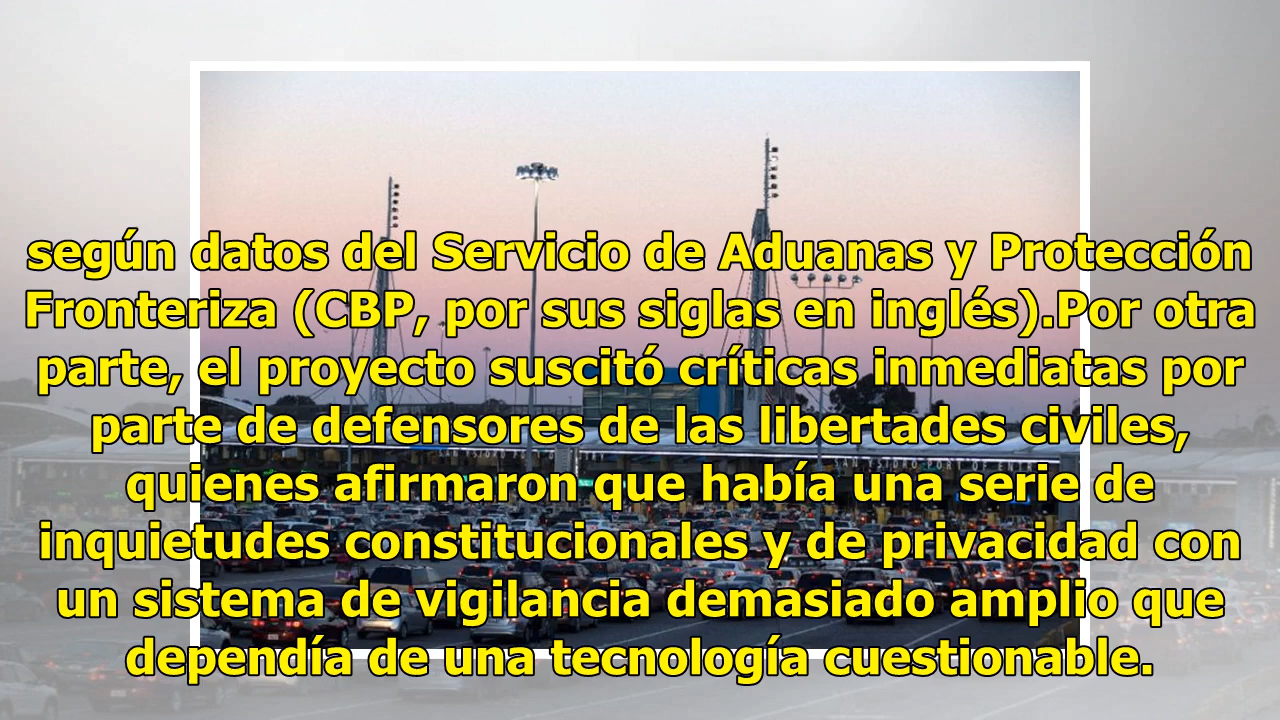 según datos del Servicio de Aduanas y Protección
Fronteriza (CBP, por sus siglas en inglés).Por otra
parte, el proyecto suscitó críticas inmediatas por
parte de defensores de las libertades civiles,
quienes afirmaron que había una serie de
inquietudes constitucionales y de privacidad con
un sistema de vigilancia demasiado amplio que
dependía de una tecnología cuestionable.